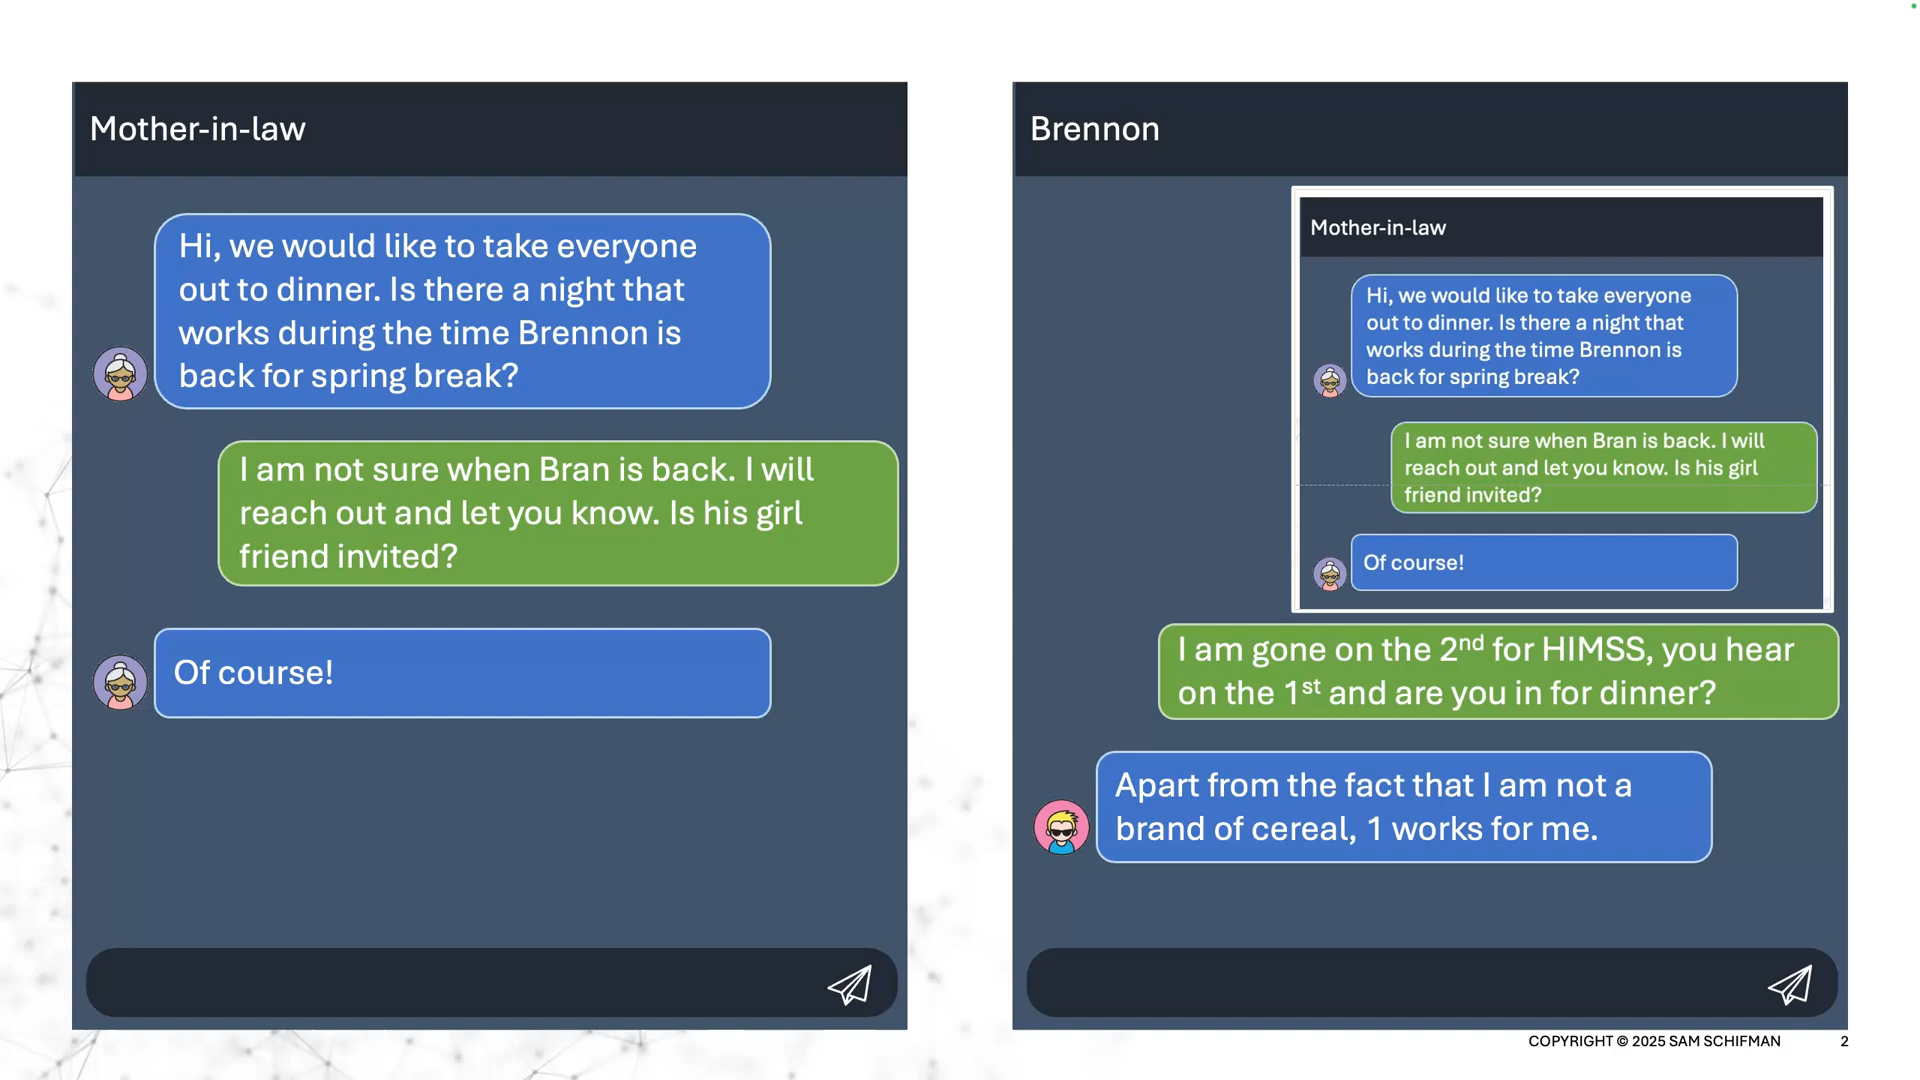 Mother-in-law
Hi, we would like to take everyone
out to dinner. Is there a night that
works during the time Brennon is
back for spring break?
I am not sure when Bran is back. I will
reach out and let you know. Is his girl
friend invited?
Of course!
Brennon
Mother-in-law
Hi, we would like to take everyone
out to dinner. Is there a night that
works during the time Brennon is
back for spring break?
I am not sure when Bran is back. I will
reach out and let you know. Is his girl
friend invited?
Of course!
I am gone on the 2nd for HIMSS, you hear
on the 1st and are you in for dinner?
Apart from the fact that I am not a
brand of cereal, 1 works for me.
COPYRIGHT © 2025 SAM SCHIFMAN 2